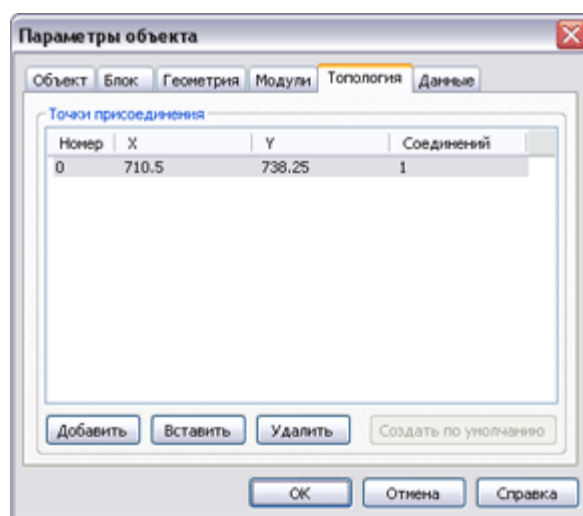 Параметры объекта
Объект Блок Геометрия Модули Топология Данные
Точки присоединения
Номер X Y Соединений
0 710.5 738.25 1
Добавить Вставить Удалить Создать по умолчанию
OK Отмена Справка